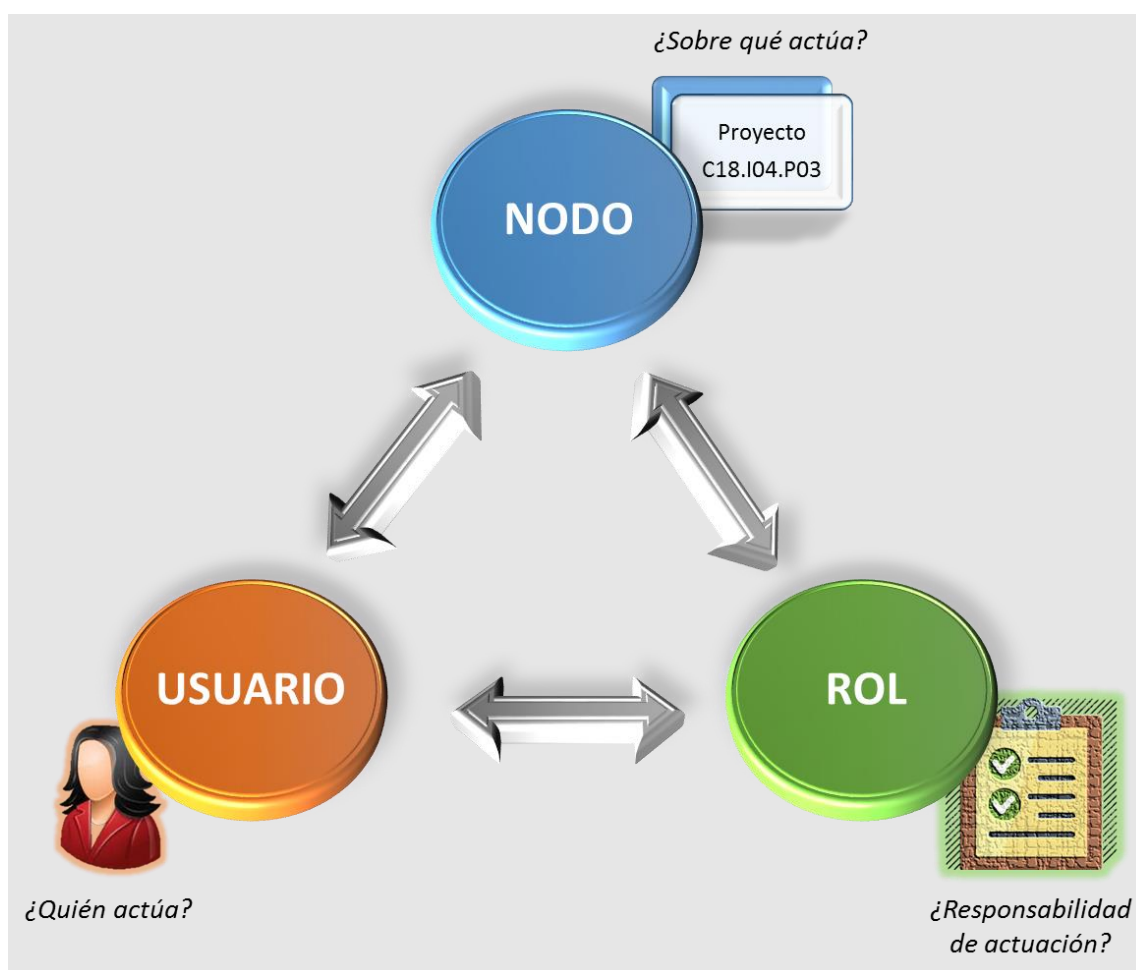 ¿Sobre qué actúa?
Proyecto
C18.I04.P03
NODO
USUARIO
ROL
¿Quién actúa?
¿Responsabilidad
de actuación?